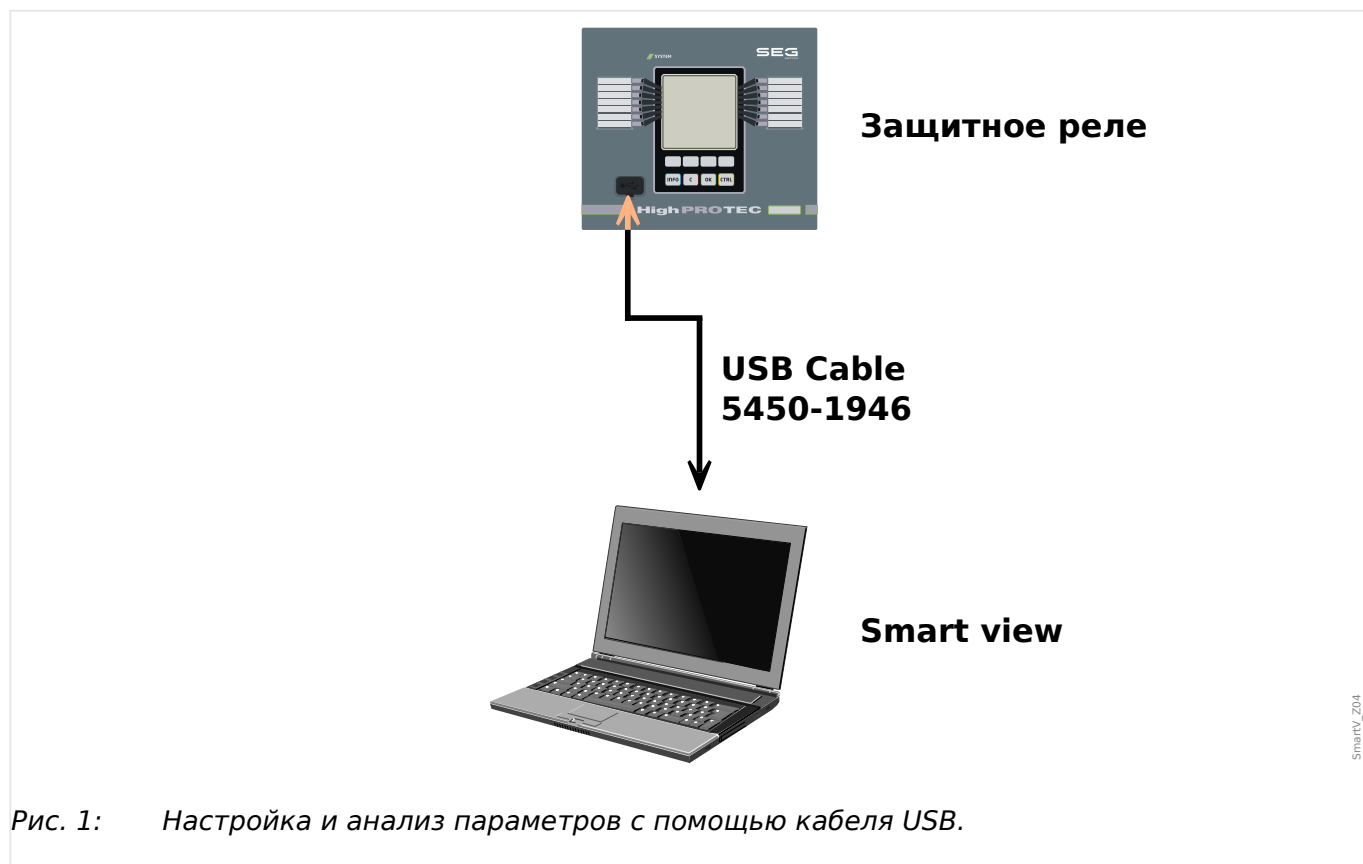 SYSTEM
SEG
INFO C OK CTRL
HighPROTEC
Защитное реле
USB Cable
5450-1946
Smart view
SmartV_Z04
Рис. 1: Настройка и анализ параметров с помощью кабеля USB.